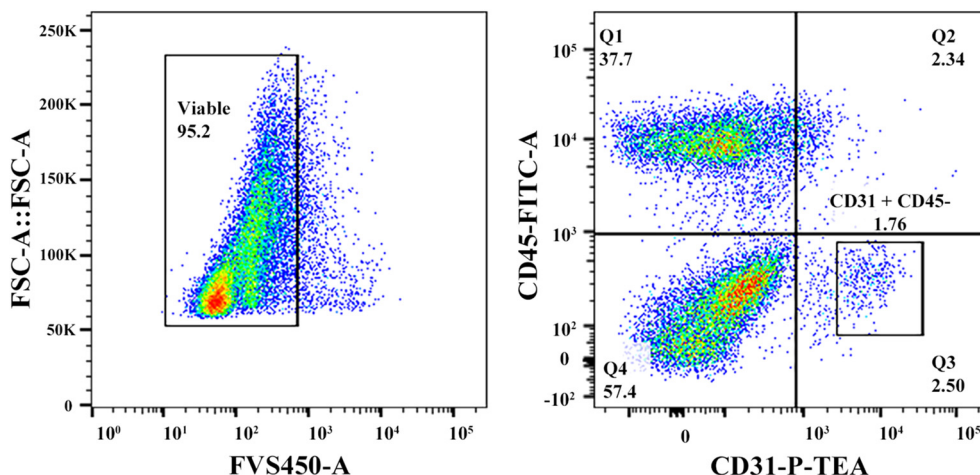 250K
200K
150K
100K
50K
0
FSC-A::FSC-A
Viable
95.2
10⁰ 10¹ 10² 10³ 10⁴ 10⁵
FVS450-A
10⁵
10⁴
10³
10²
0
-10²
CD45-FITC-A
Q1
37.7
Q2
2.34
CD31 + CD45-
1.76
Q4
57.4
Q3
2.50
0 10³ 10⁴ 10⁵
CD31-P-TEA